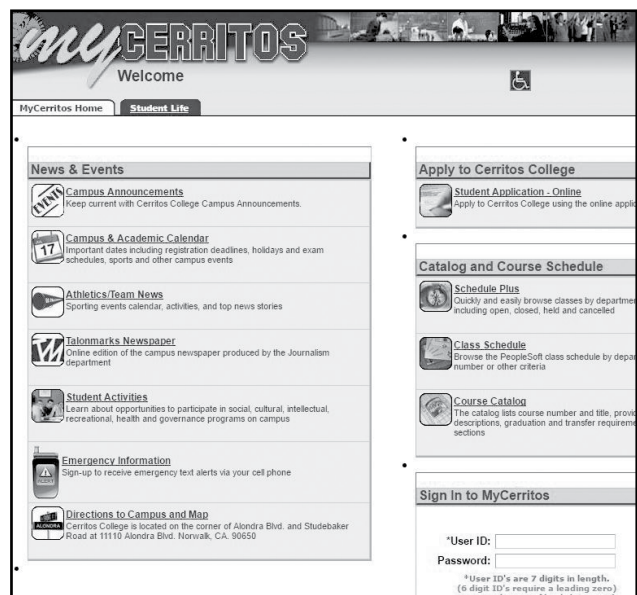 myCERRITOS
Welcome
MyCerritos Home
Student Life
News & Events
EVENTS
Campus Announcements
Keep current with Cerritos College Campus Announcements.
17
Campus & Academic Calendar
Important dates including registration deadlines, holidays and exam
schedules, sports and other campus events
Athletics/Team News
Sporting events calendar, activities, and top news stories
Talonmarks Newspaper
Online edition of the campus newspaper produced by the Journalism
department
Student Activities
Learn about opportunities to participate in social, cultural, intellectual,
recreational, health and governance programs on campus
ALERT
Emergency Information
Sign-up to receive emergency text alerts via your cell phone
ALONDRA
Directions to Campus and Map
Cerritos College is located on the corner of Alondra Blvd. and Studebaker
Road at 11110 Alondra Blvd. Norwalk, CA. 90650
Apply to Cerritos College
Student Application - Online
Apply to Cerritos College using the online
Catalog and Course Schedule
Schedule Plus
Quickly and easily browse classes by
including open, closed, held and cancelled
Class Schedule
Browse the PeopleSoft class schedule by
number or other criteria
Course Catalog
The catalog lists course number and title,
descriptions, graduation and transfer
sections
Sign In to MyCerritos
*User ID:
Password:
*User ID's are 7 digits in length.
(6 digit ID's require a leading zero)